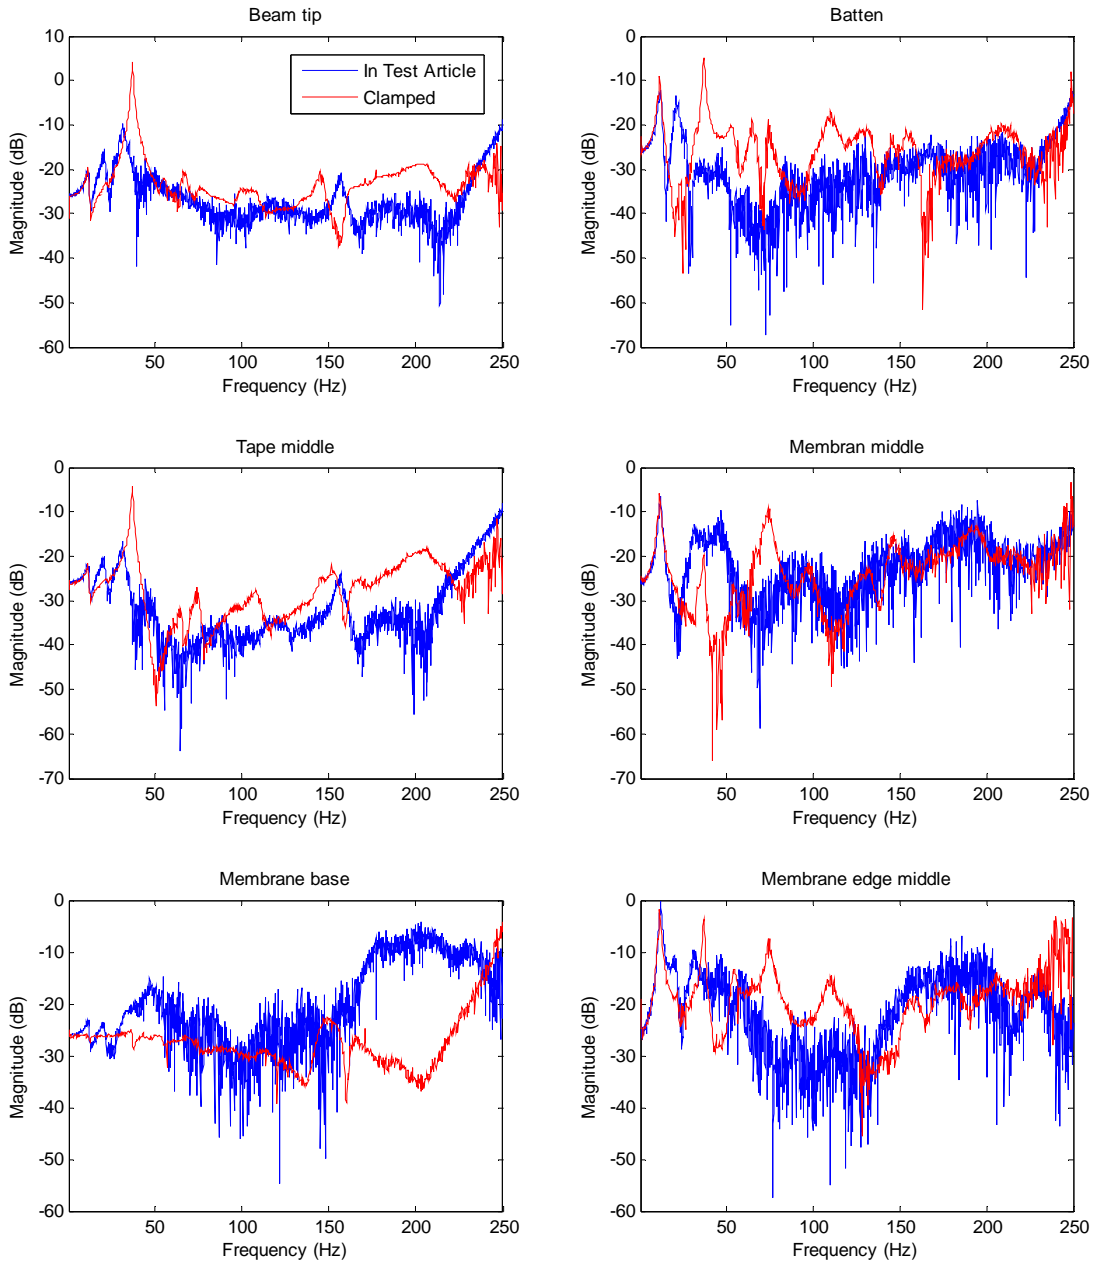 Beam tip
Magnitude (dB)
10
0
-10
-20
-30
-40
-50
-60
50 100 150 200 250
Frequency (Hz)
In Test Article
Clamped
Batten
Magnitude (dB)
0
-10
-20
-30
-40
-50
-60
-70
50 100 150 200 250
Frequency (Hz)
Tape middle
Magnitude (dB)
0
-10
-20
-30
-40
-50
-60
-70
50 100 150 200 250
Frequency (Hz)
Membran middle
Magnitude (dB)
0
-10
-20
-30
-40
-50
-60
-70
50 100 150 200 250
Frequency (Hz)
Membrane base
Magnitude (dB)
0
-10
-20
-30
-40
-50
-60
50 100 150 200 250
Frequency (Hz)
Membrane edge middle
Magnitude (dB)
0
-10
-20
-30
-40
-50
-60
50 100 150 200 250
Frequency (Hz)